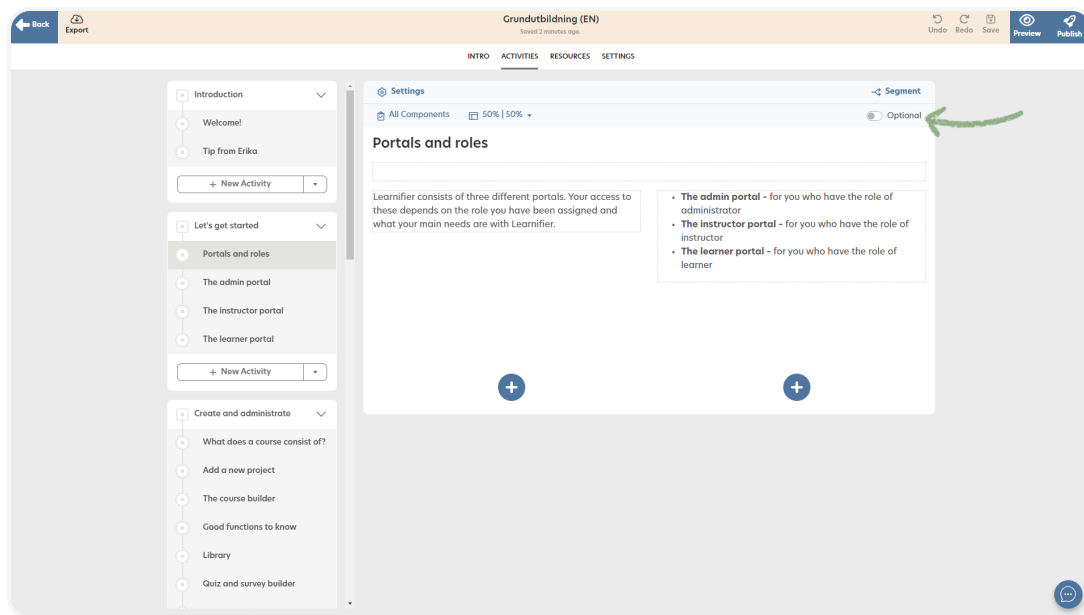 Back
Export
Grundutbildning (EN)
Saved 2 minutes ago.
Undo Redo Save Preview Publish
INTRO ACTIVITIES RESOURCES SETTINGS
Introduction
Welcome!
Tip from Erika
+ New Activity
Let's get started
Portals and roles
The admin portal
The instructor portal
The learner portal
+ New Activity
Create and administrate
What does a course consist of?
Add a new project
The course builder
Good functions to know
Library
Quiz and survey builder
Settings
Segment
All Components
50% | 50%
Optional
Portals and roles
Learnifier consists of three different portals. Your access to
these depends on the role you have been assigned and
what your main needs are with Learnifier.
• The admin portal - for you who have the role of
administrator
• The instructor portal - for you who have the role of
instructor
• The learner portal - for you who have the role of
learner